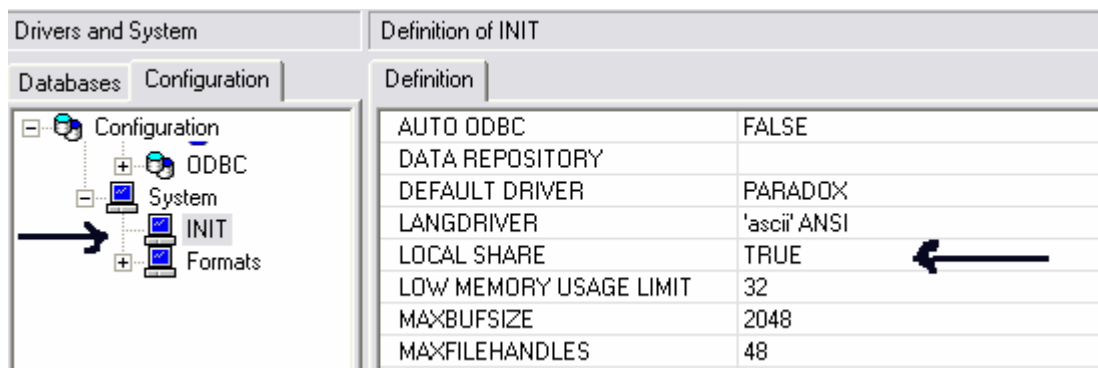 Drivers and System
Definition of INIT
Databases
Configuration
Definition
Configuration
ODBC
System
INIT
Formats
AUTO ODBC FALSE
DATA REPOSITORY
DEFAULT DRIVER PARADOX
LANGDRIVER 'ascii' ANSI
LOCAL SHARE TRUE
LOW MEMORY USAGE LIMIT 32
MAXBUFSIZE 2048
MAXFILEHANDLES 48